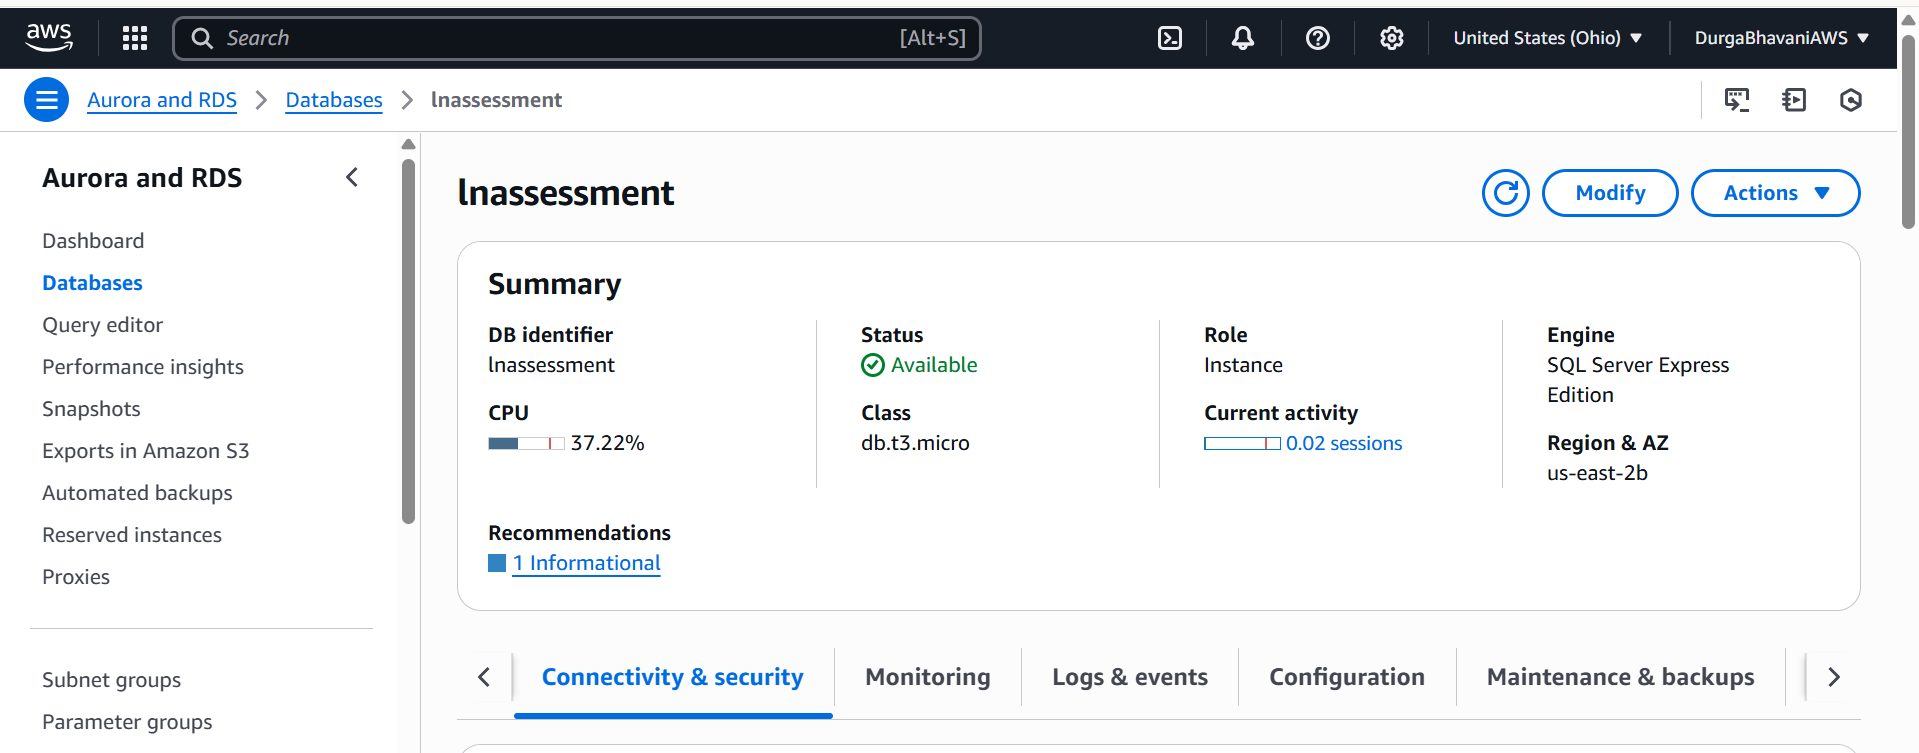 aws
Search [Alt+S]
United States (Ohio)
DurgaBhavaniAWS
Aurora and RDS
Databases
lnassessment
Aurora and RDS
Dashboard
Databases
Query editor
Performance insights
Snapshots
Exports in Amazon S3
Automated backups
Reserved instances
Proxies
Subnet groups
Parameter groups
lnassessment
Modify
Actions
Summary
DB identifier
lnassessment
CPU
37.22%
Status
Available
Class
db.t3.micro
Role
Instance
Current activity
0.02 sessions
Engine
SQL Server Express
Edition
Region & AZ
us-east-2b
Recommendations
1 Informational
Connectivity & security
Monitoring
Logs & events
Configuration
Maintenance & backups